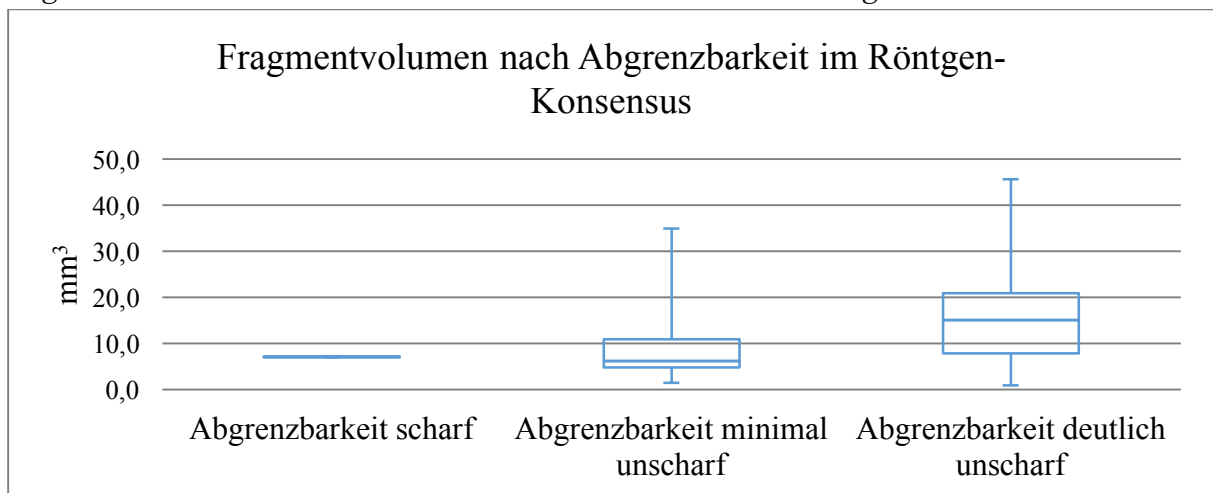 Fragmentvolumen nach Abgrenzbarkeit im Röntgen-
Konsensus
50,0
40,0
30,0
20,0
10,0
0,0
mm³
Abgrenzbarkeit scharf
Abgrenzbarkeit minimal
unscharf
Abgrenzbarkeit deutlich
unscharf